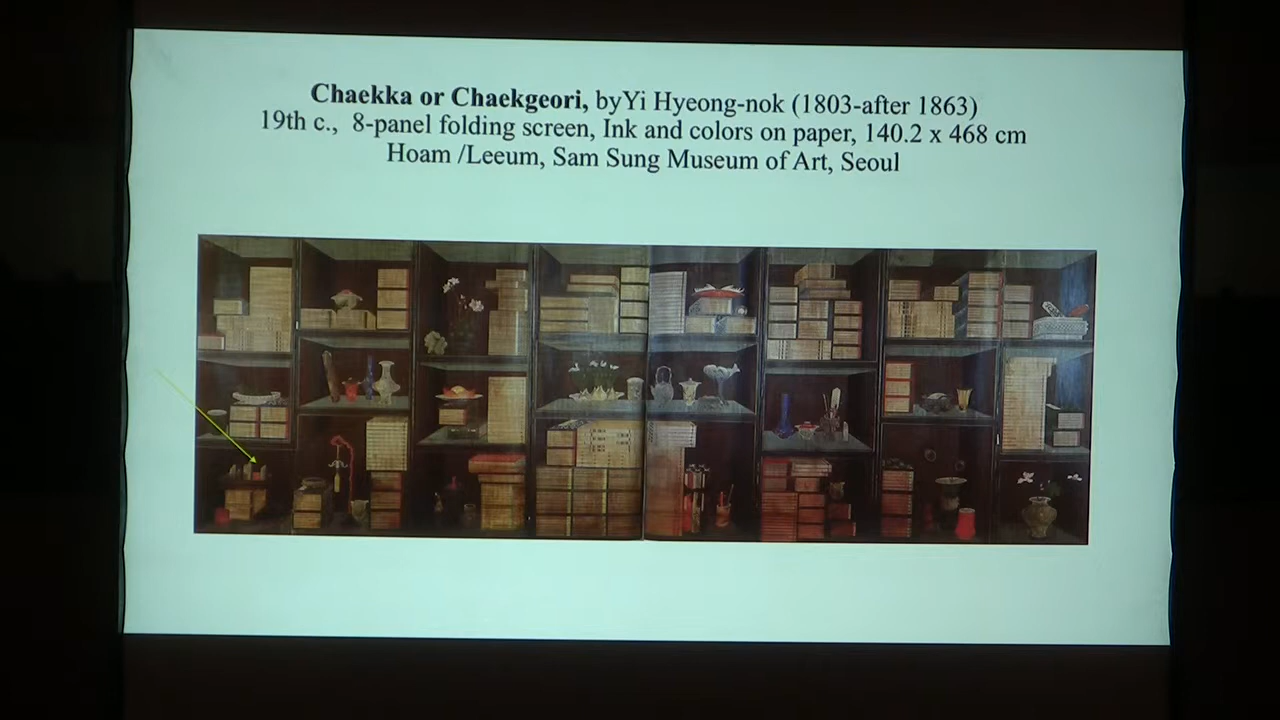 Chaekka or Chaekgeori, byYi Hyeong-nok (1803-after 1863)
19th c., 8-panel folding screen, Ink and colors on paper, 140.2 x 468 cm
Hoam /Leeum, Sam Sung Museum of Art, Seoul